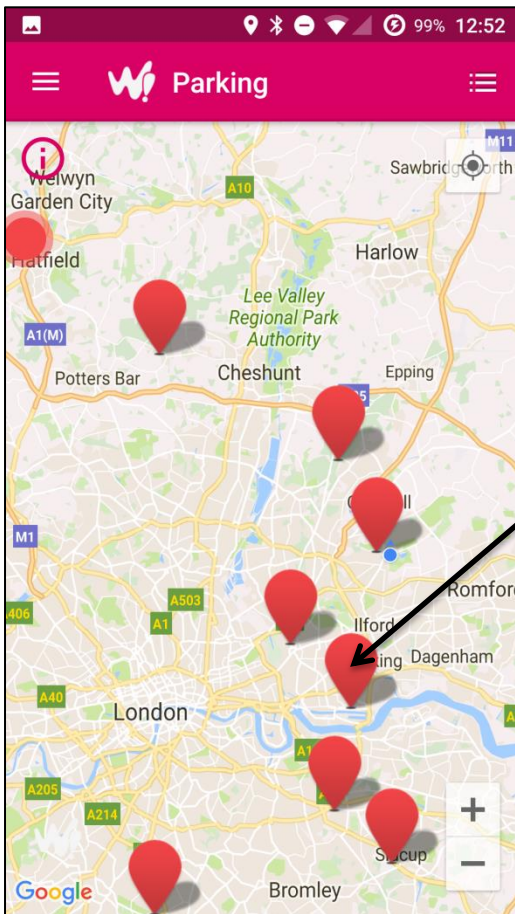 99% 12:52
W! Parking
M11
Sawbridgeworth
Welwyn
Garden City
A10
Hatfield
Harlow
Lee Valley
Regional Park
Authority
A1(M)
Potters Bar
Cheshunt
Epping
M1
A503
A1
A406
Romford
Ilford
Dagenham
A40
London
A205
A214
Sidcup
Bromley
Google